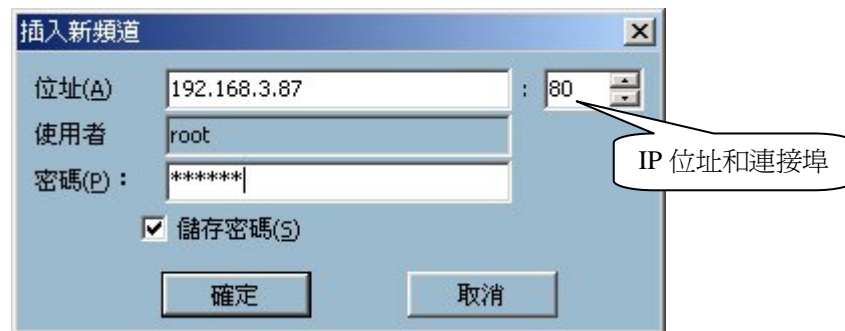 插入新頻道
位址(A) 192.168.3.87 : 80
使用者 root
密碼(P)： ******
儲存密碼(S)
確定 取消
IP 位址和連接埠